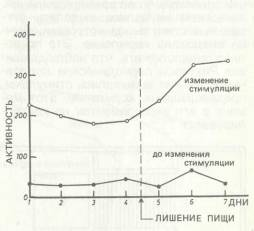 400
300
200
100
0
АКТИВНОСТЬ
изменение
стимуляции
до изменения
стимуляции
1 2 3 4 5 6 7 ДНИ
ЛИШЕНИЕ ПИЩИ